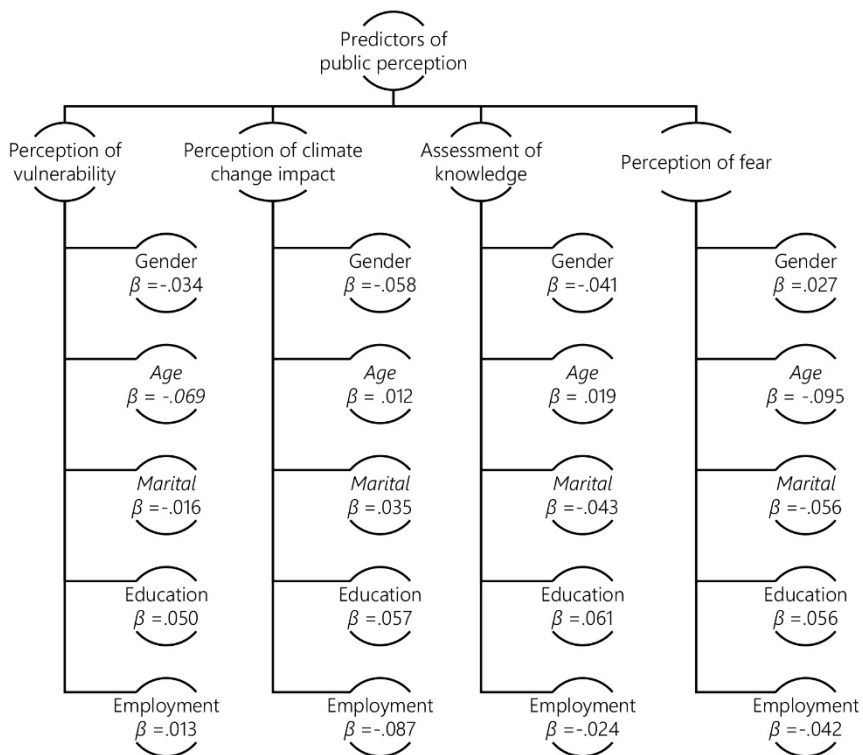 Predictors of
public perception
Perception of
vulnerability
Perception of climate
change impact
Assessment of
knowledge
Perception of fear
Gender
β =-.034
Gender
β =-.058
Gender
β =-.041
Gender
β =.027
Age
β = -.069
Age
β = .012
Age
β = .019
Age
β = -.095
Marital
β =-.016
Marital
β =.035
Marital
β =-.043
Marital
β =-.056
Education
β =.050
Education
β =.057
Education
β =.061
Education
β =.056
Employment
β =.013
Employment
β =-.087
Employment
β =-.024
Employment
β =-.042